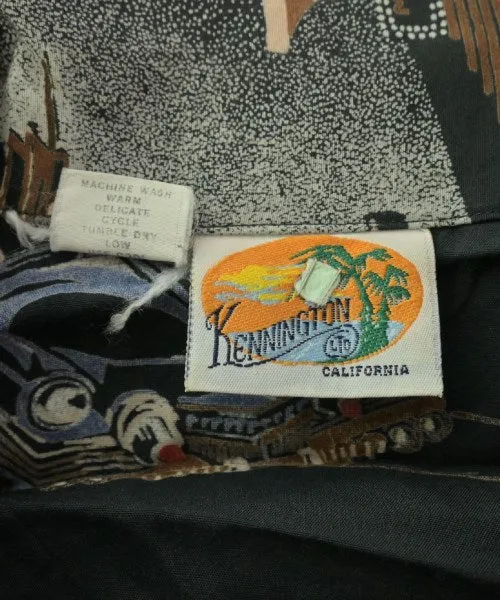 MACHINE WASH
WARM
DELICATE
CYCLE
TUMBLE DRY
LOW
KENNINGTON
LTD
CALIFORNIA